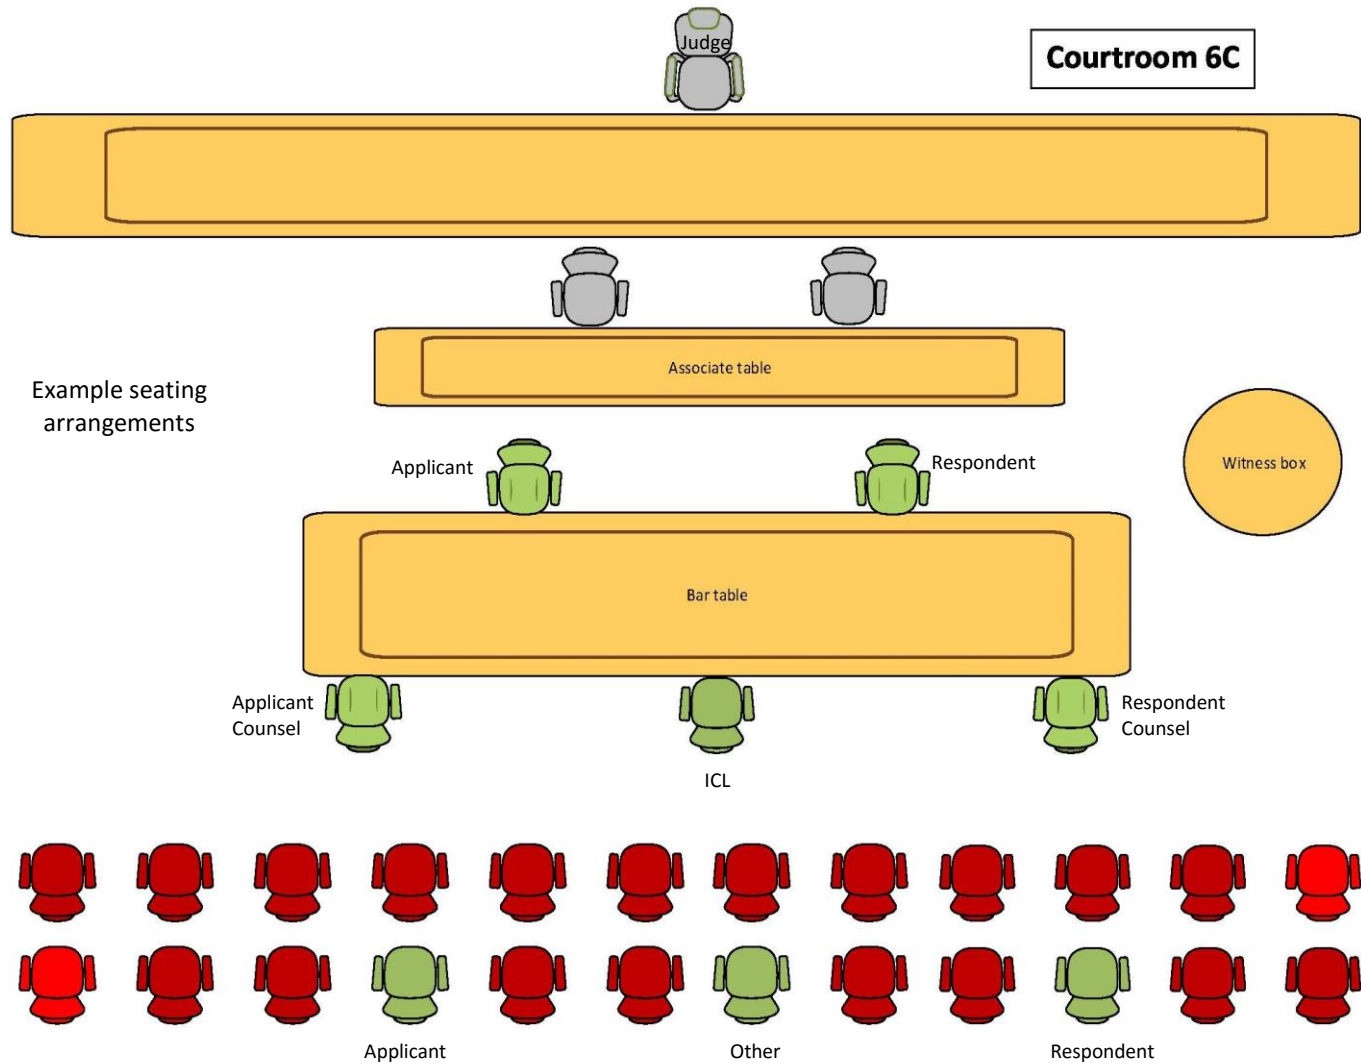 Judge
Courtroom 6C
Associate table
Example seating
arrangements
Applicant
Respondent
Witness box
Bar table
Applicant
Counsel
Respondent
Counsel
ICL
Applicant
Other
Respondent